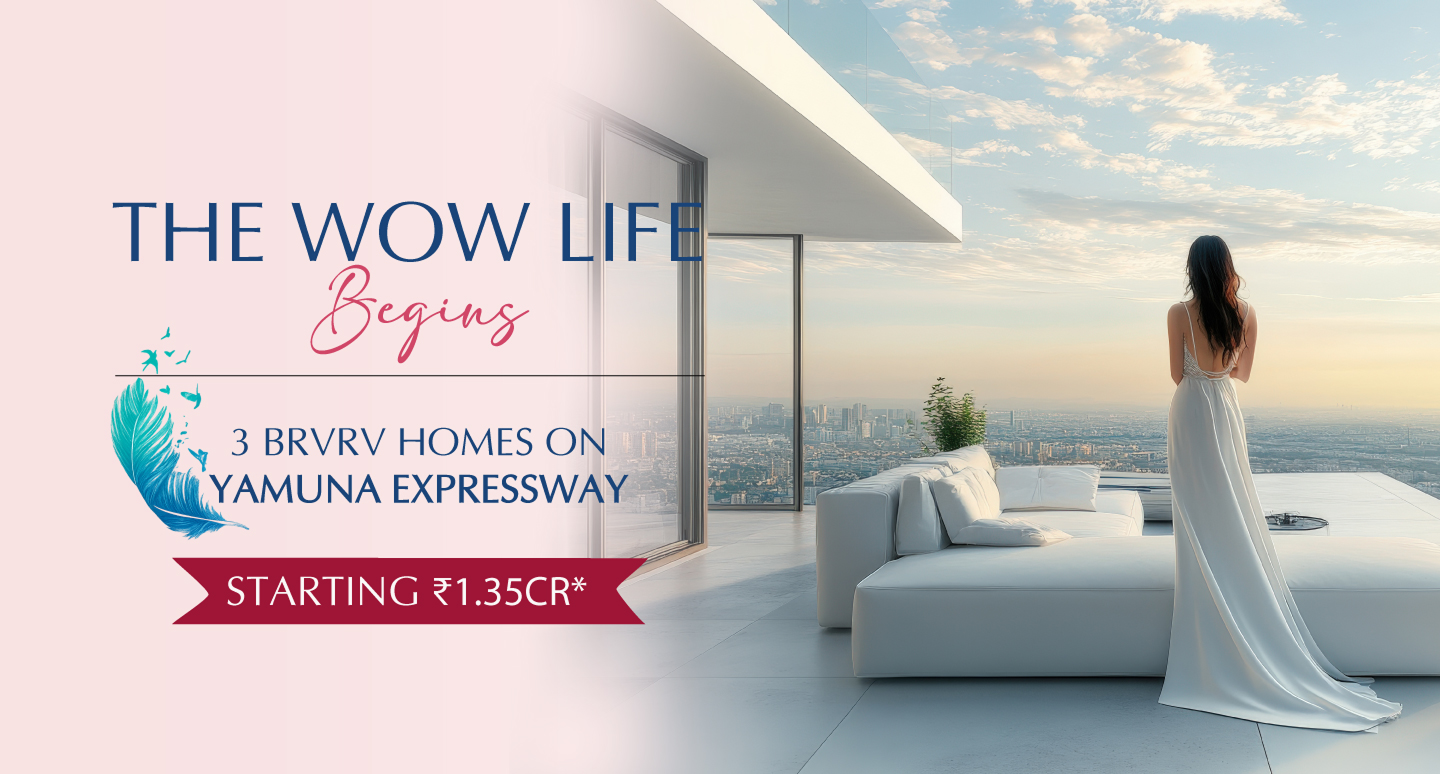 THE WOW LIFE
Begins
3 BRVRV HOMES ON
YAMUNA EXPRESSWAY
STARTING ₹1.35CR*